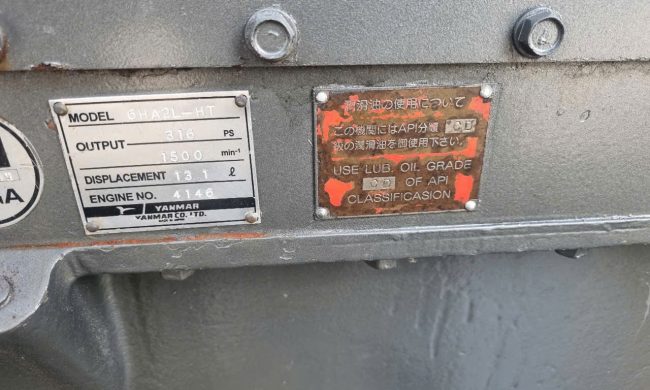 MODEL 6HA2L-HT
OUTPUT 316 PS
1500 min⁻¹
DISPLACEMENT 13.1 ℓ
ENGINE NO. 4146
YANMAR
YANMAR CO., LTD.
潤滑油の使用について
この機関にはAPI分類 CD
級の潤滑油を御使用下さい。
USE LUB. OIL GRADE
OF API
CLASSIFICASION